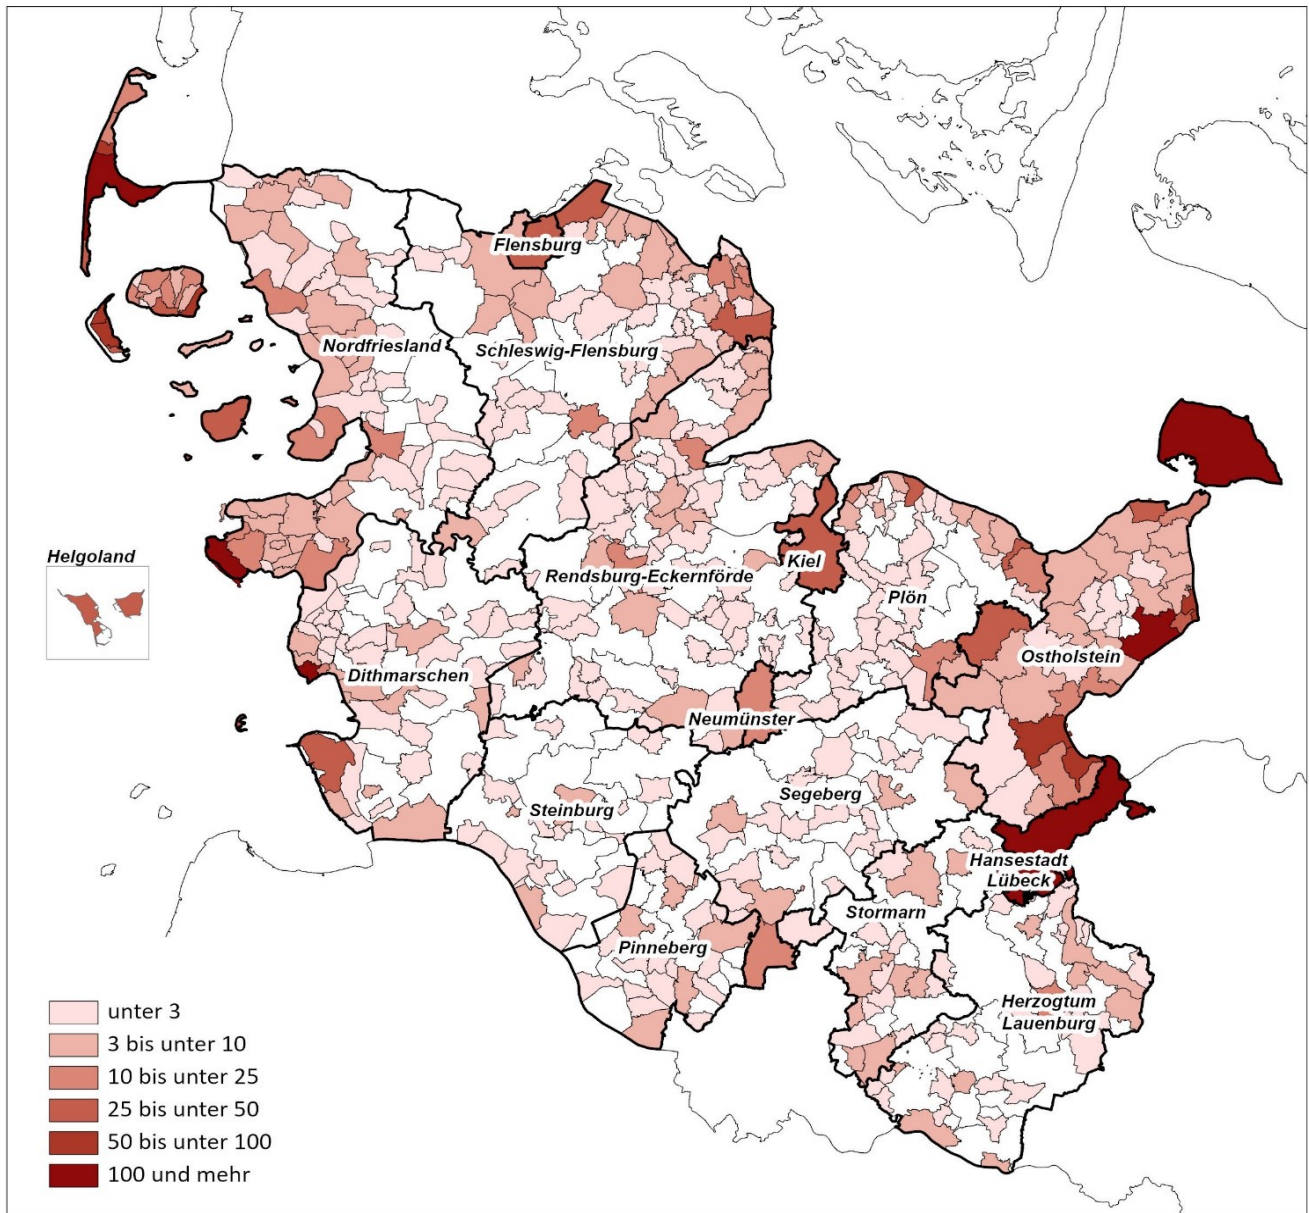 Flensburg
Nordfriesland
Schleswig-Flensburg
Helgoland
Rendsburg-Eckernförde
Kiel
Plön
Ostholstein
Dithmarschen
Neumünster
Steinburg
Segeberg
Hansestadt
Lübeck
Stormarn
Pinneberg
Herzogtum
Lauenburg
unter 3
3 bis unter 10
10 bis unter 25
25 bis unter 50
50 bis unter 100
100 und mehr